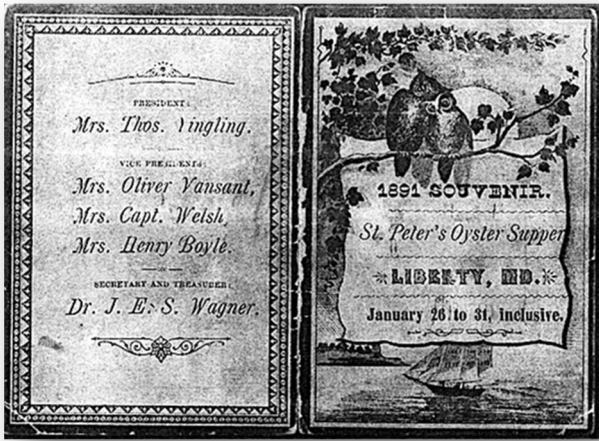 PRESIDENT:
Mrs. Thos. Yingling.
VICE PRESIDENTS:
Mrs. Oliver Vansant,
Mrs. Capt. Welsh,
Mrs. Henry Boyle.
SECRETARY AND TREASURER:
Dr. J. E. S. Wagner.
1891 SOUVENIR.
St. Peter's Oyster Supper
LIBERTY, MD.
January 26 to 31, inclusive.